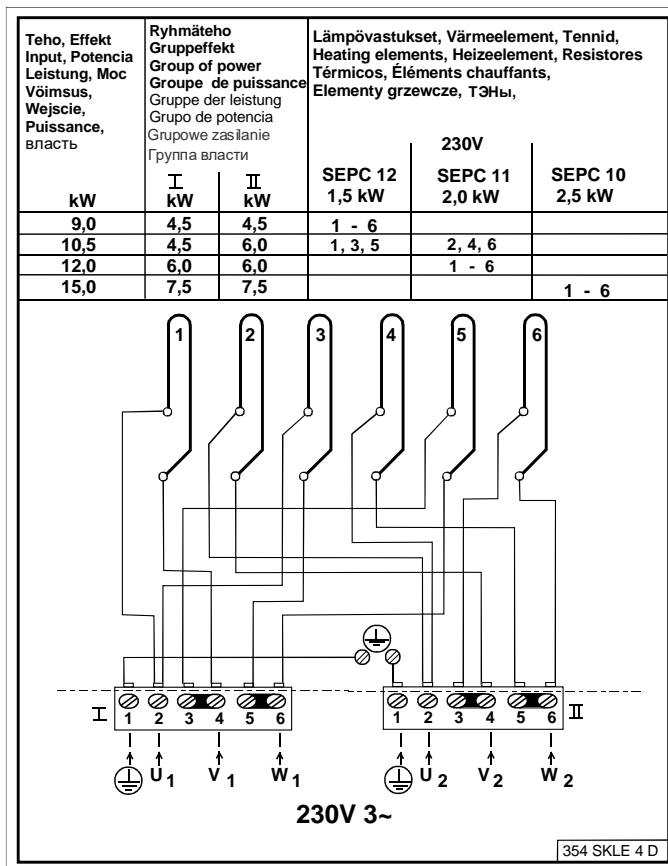 Teho, Effekt
Input, Potencia
Leistung, Moc
Vöimsus,
Wejscie,
Puissance,
власть
kW
Ryhmäteho
Gruppeffekt
Group of power
Groupe de puissance
Gruppe der leistung
Grupo de potencia
Grupowe zasilanie
Группа власти
I II
kW kW
Lämpövastukset, Värmeelement, Tennid,
Heating elements, Heizeelement, Resistores
Térmicos, Éléments chauffants,
Elementy grzewcze, ТЭНы,
230V
SEPC 12 SEPC 11 SEPC 10
1,5 kW 2,0 kW 2,5 kW
9,0 4,5 4,5 1 - 6
10,5 4,5 6,0 1, 3, 5 2, 4, 6
12,0 6,0 6,0 1 - 6
15,0 7,5 7,5 1 - 6
1 2 3 4 5 6
I 1 2 3 4 5 6 1 2 3 4 5 6 II
U1 V1 W1 U2 V2 W2
230V 3~
354 SKLE 4 D